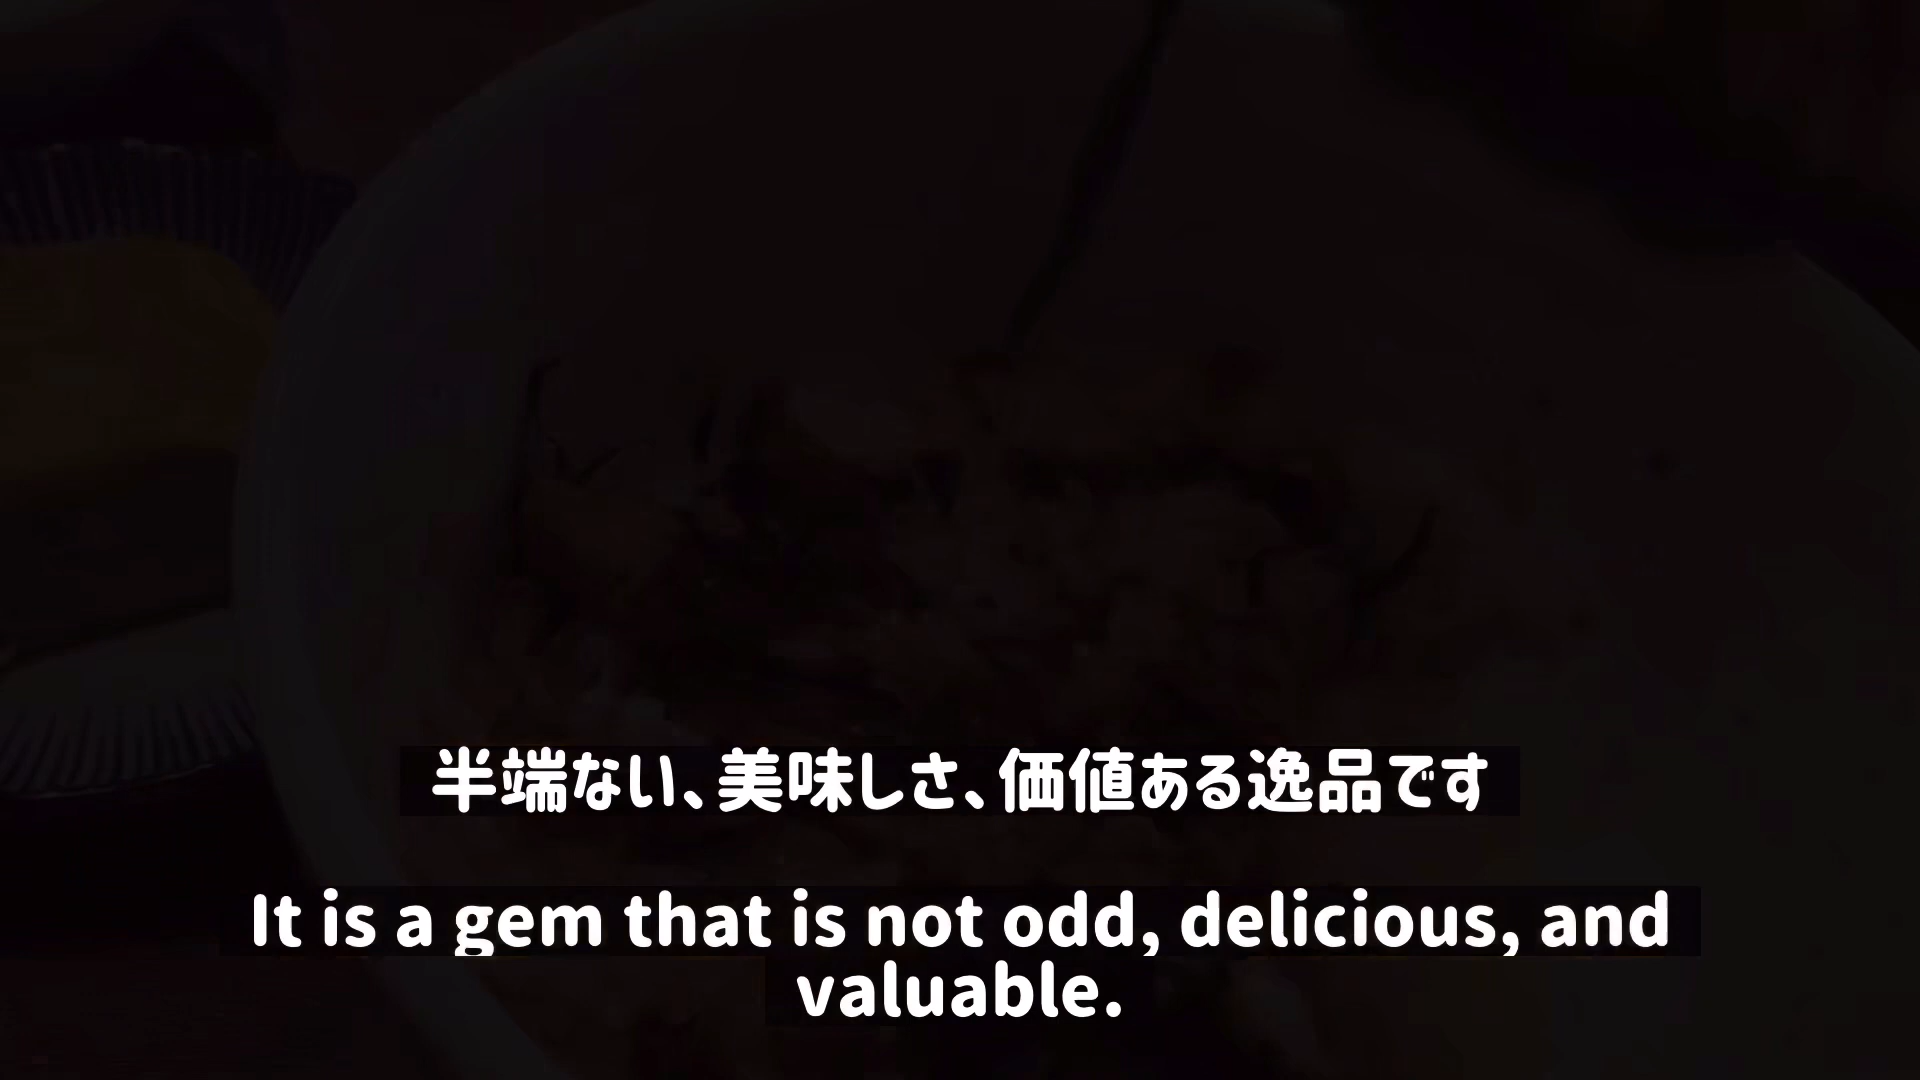 半端ない、美味しさ、価値ある逸品です
It is a gem that is not odd, delicious, and
valuable.